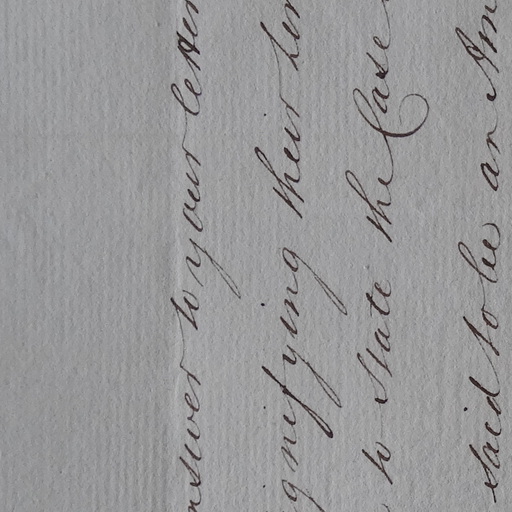 nswer to your letter
gnifying their
to State the Case
said to be an Am